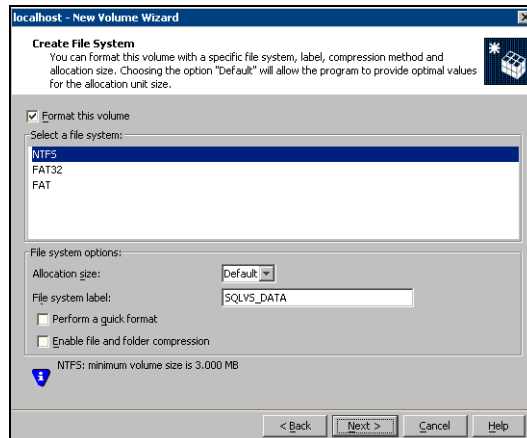 localhost - New Volume Wizard
Create File System
You can format this volume with a specific file system, label, compression method and
allocation size. Choosing the option "Default" will allow the program to provide optimal values
for the allocation unit size.
Format this volume
Select a file system:
NTFS
FAT32
FAT
File system options:
Allocation size:
Default
File system label:
SQLVS_DATA
Perform a quick format
Enable file and folder compression
NTFS: minimum volume size is 3.000 MB
< Back
Next >
Cancel
Help